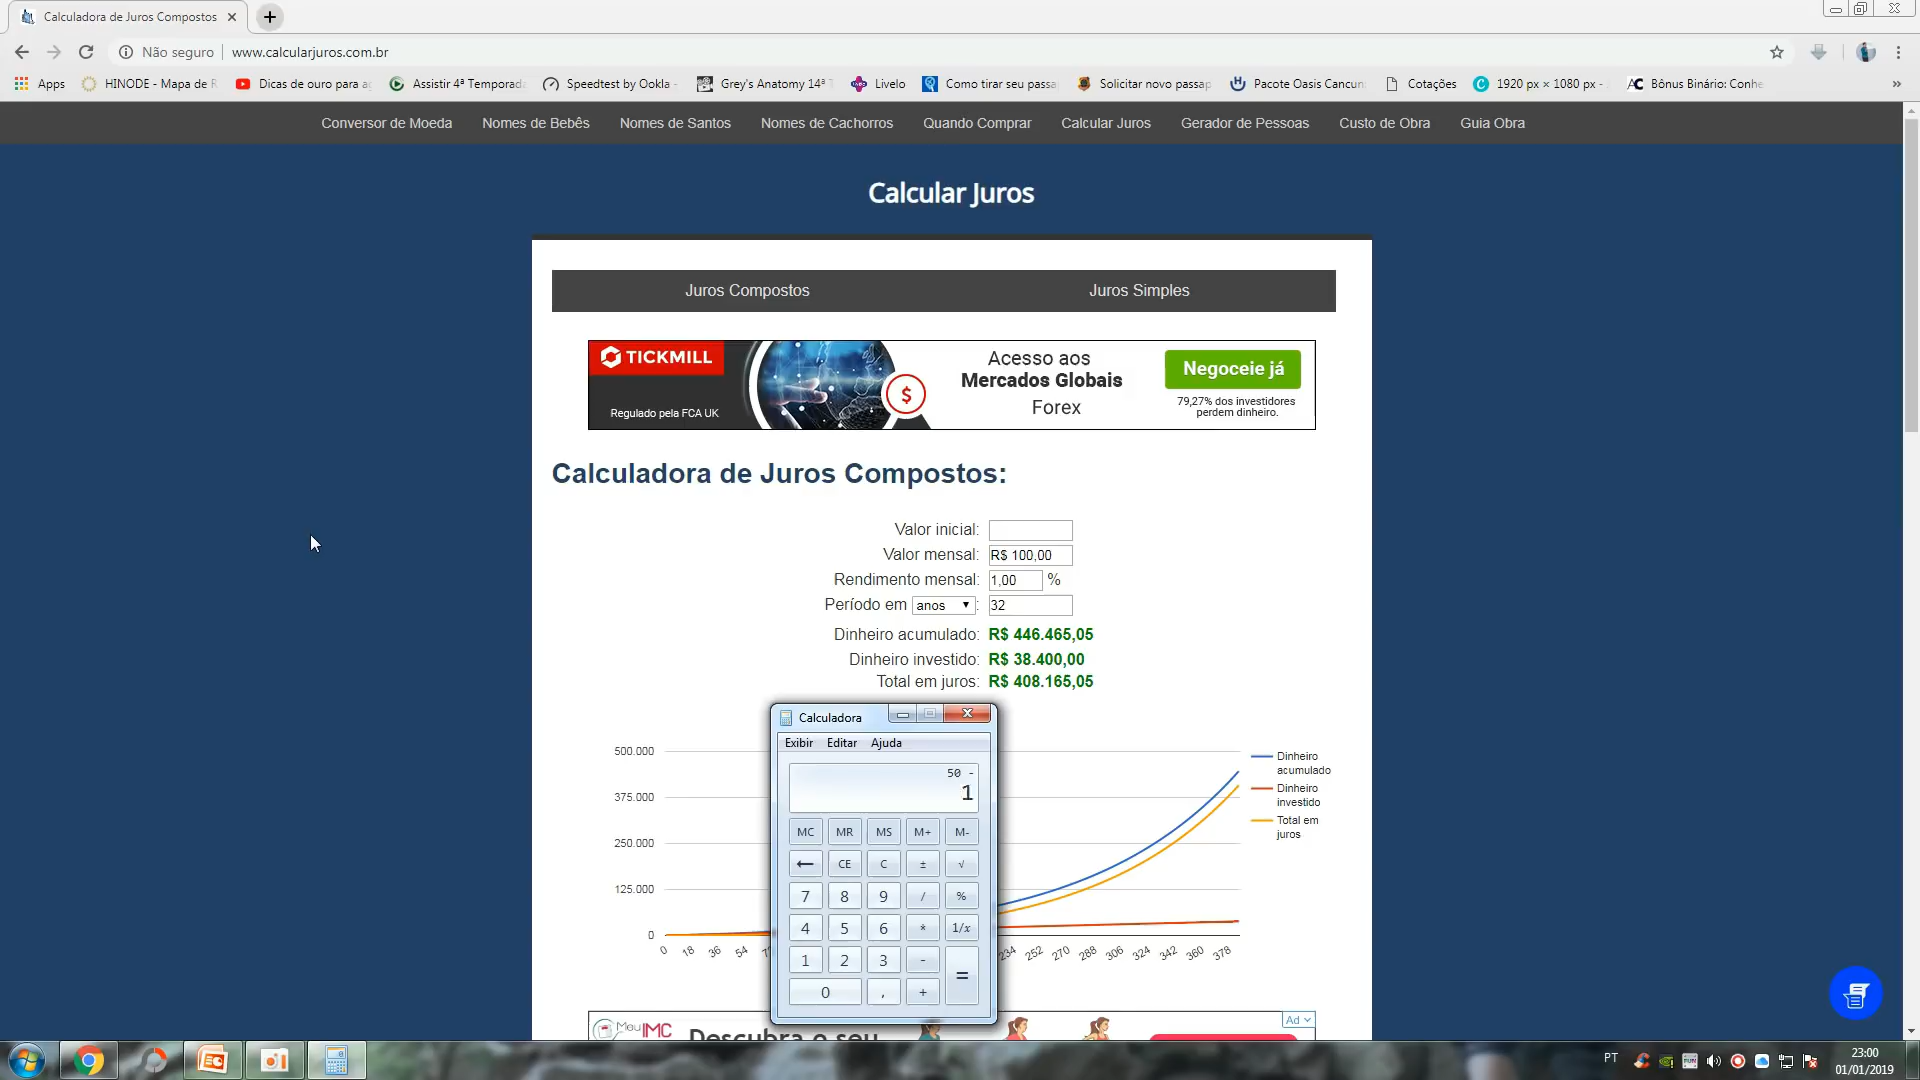 Calculadora de Juros Compostos
Não seguro www.calcularjuros.com.br
Apps HINODE - Mapa de R Dicas de ouro para ag Assistir 4ª Temporada Speedtest by Ookla - Grey's Anatomy 14ª T Livelo Como tirar seu passa Solicitar novo passap Pacote Oasis Cancun Cotações 1920 px × 1080 px - Bônus Binário: Conhe »
Conversor de Moeda Nomes de Bebês Nomes de Santos Nomes de Cachorros Quando Comprar Calcular Juros Gerador de Pessoas Custo de Obra Guia Obra
Calcular Juros
Juros Compostos Juros Simples
TICKMILL
Regulado pela FCA UK
$
Acesso aos
Mercados Globais
Forex
Negoceie já
79,27% dos investidores
perdem dinheiro.
Calculadora de Juros Compostos:
Valor inicial:
Valor mensal: R$ 100,00
Rendimento mensal: 1,00 %
Período em anos : 32
Dinheiro acumulado: R$ 446.465,05
Dinheiro investido: R$ 38.400,00
Total em juros: R$ 408.165,05
500.000
375.000
250.000
125.000
0
0 18 36 54 234 252 270 288 306 324 342 360 378
Dinheiro
acumulado
Dinheiro
investido
Total em
juros
Calculadora
Exibir Editar Ajuda
50 -
1
MC MR MS M+ M-
← CE C ± √
7 8 9 / %
4 5 6 * 1/x
1 2 3 - =
0 , +
Meu IMC
Descubra o seu
Ad
PT
23:00
01/01/2019